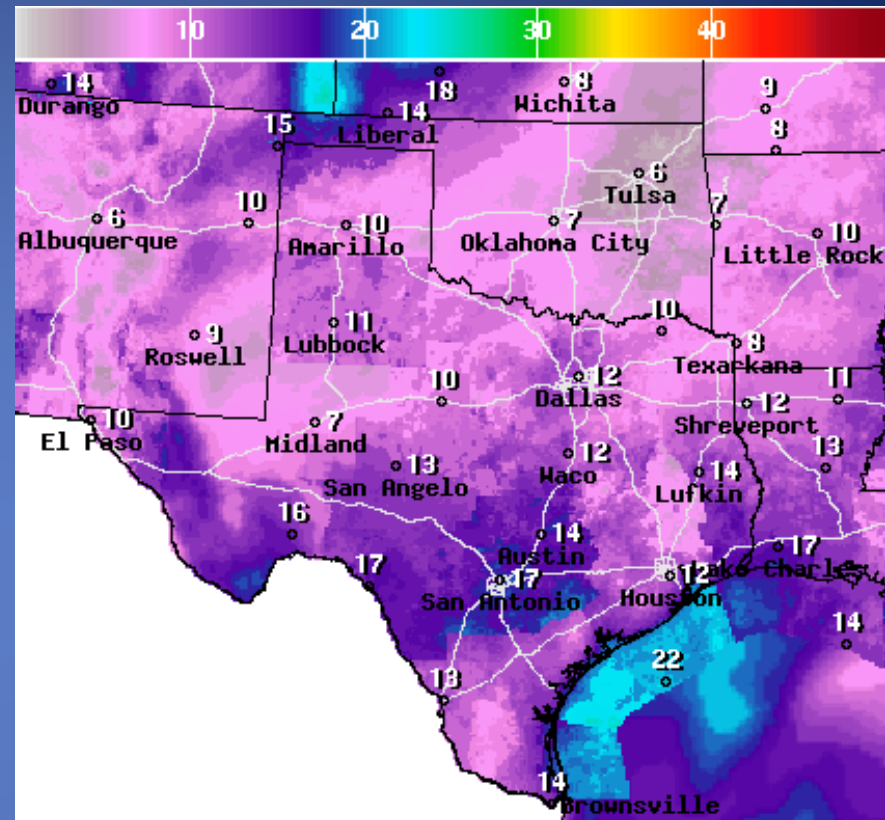 10 20 30 40
14 18 8 9
Durango Wichita
14
Liberal
15 8
6
Tulsa
6 10 10 7 7 10
Albuquerque Amarillo Oklahoma City Little Rock
9 11 10 8
Roswell Lubbock Texarkana
10 12 12 11
Dallas Shreveport
10 7
El Paso Midland
13 12 14 13
San Angelo Waco Lufkin
16 14 17
Austin Lake Charles
17 17 12
San Antonio Houston
14
22
13
14
Brownsville